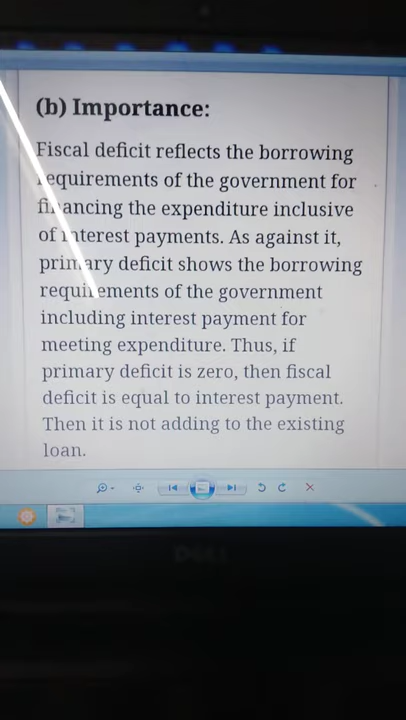 (b) Importance:
Fiscal deficit reflects the borrowing
requirements of the government for
financing the expenditure inclusive
of interest payments. As against it,
primary deficit shows the borrowing
requirements of the government
including interest payment for
meeting expenditure. Thus, if
primary deficit is zero, then fiscal
deficit is equal to interest payment.
Then it is not adding to the existing
loan.
DELL